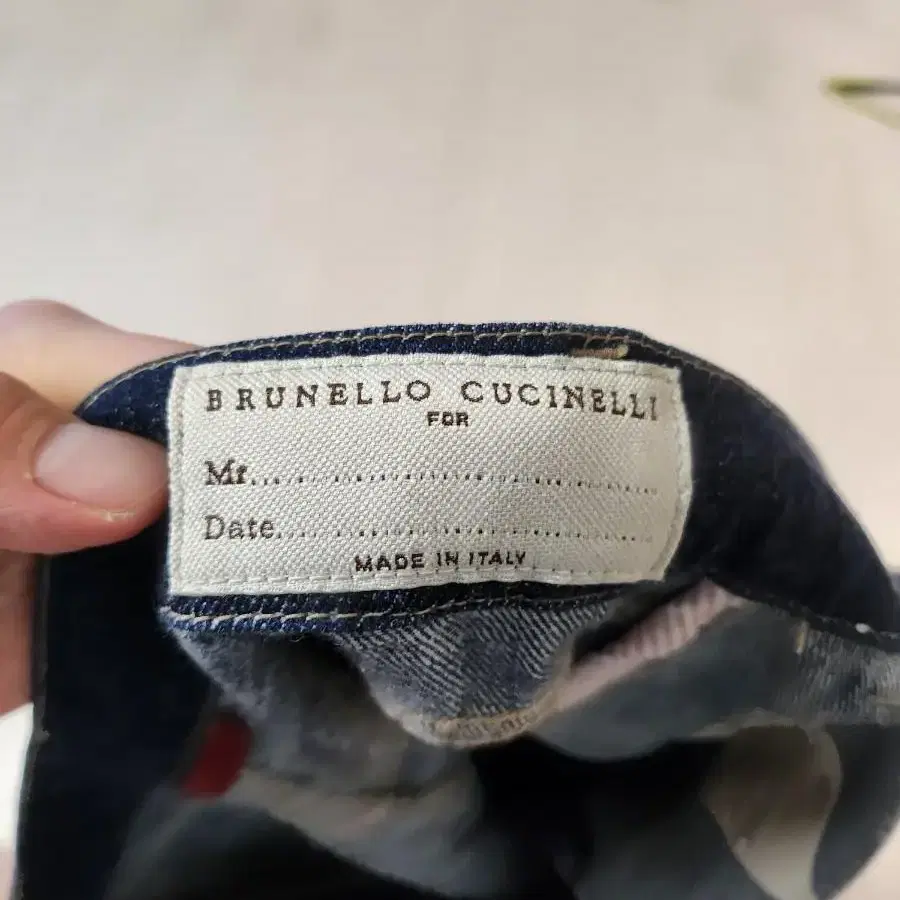 BRUNELLO CUCINELLI
FOR
Mr.............................................
Date..........................................
MADE IN ITALY